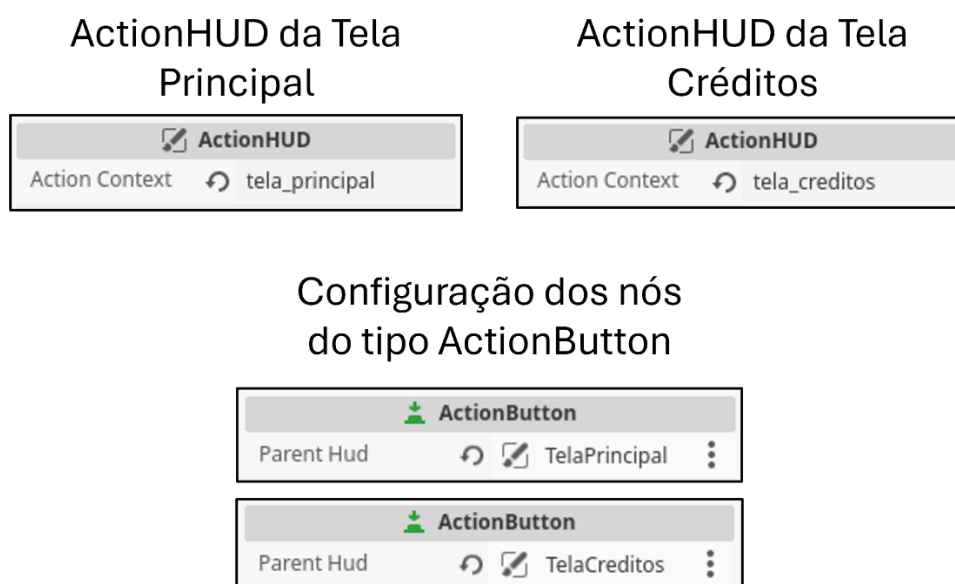 ActionHUD da Tela
Principal
ActionHUD da Tela
Créditos
ActionHUD
Action Context tela_principal
ActionHUD
Action Context tela_creditos
Configuração dos nós
do tipo ActionButton
ActionButton
Parent Hud TelaPrincipal
ActionButton
Parent Hud TelaCreditos